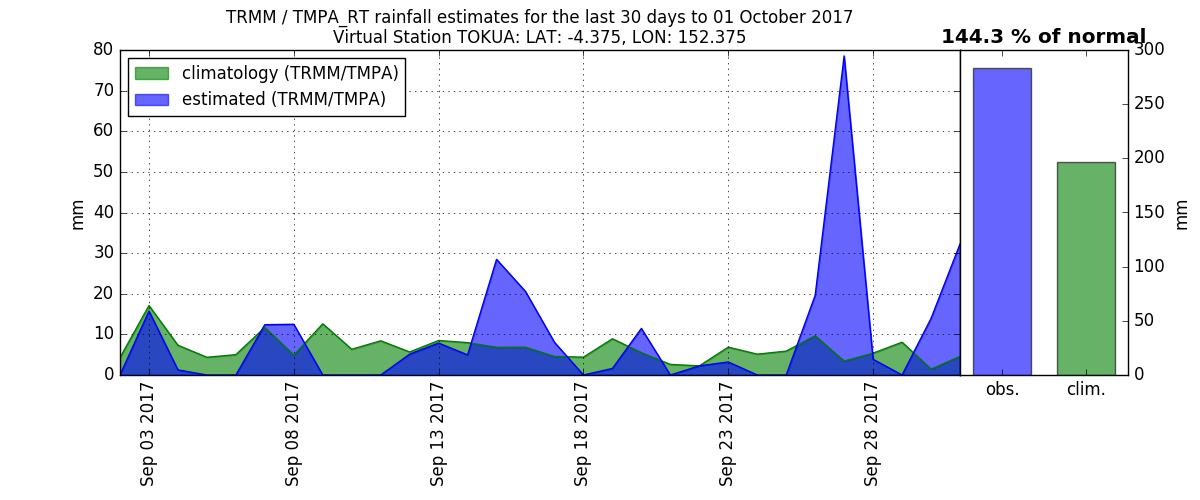 TRMM / TMPA_RT rainfall estimates for the last 30 days to 01 October 2017
Virtual Station TOKUA: LAT: -4.375, LON: 152.375
144.3 % of normal
climatology (TRMM/TMPA)
estimated (TRMM/TMPA)
80
70
60
50
40
30
20
10
0
mm
300
250
200
150
100
50
0
mm
Sep 03 2017
Sep 08 2017
Sep 13 2017
Sep 18 2017
Sep 23 2017
Sep 28 2017
obs.
clim.